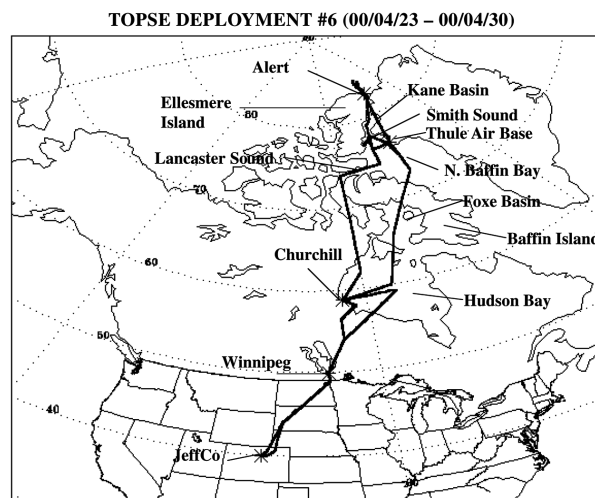 TOPSE DEPLOYMENT #6 (00/04/23 – 00/04/30)
80
Alert
Kane Basin
Ellesmere
Island
80
Smith Sound
Thule Air Base
Lancaster Sound
N. Baffin Bay
70
Foxe Basin
Baffin Island
Churchill
60
Hudson Bay
50
Winnipeg
40
JeffCo